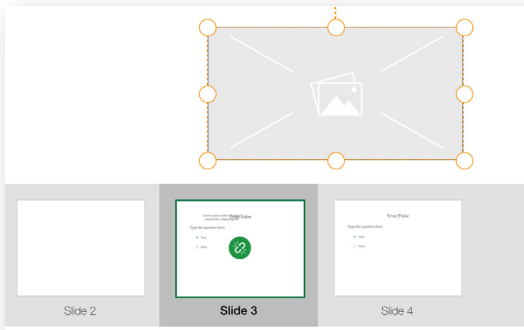 True/False
Type the question here
True
False
True/False
Type the question here
True
False
Slide 2
Slide 3
Slide 4